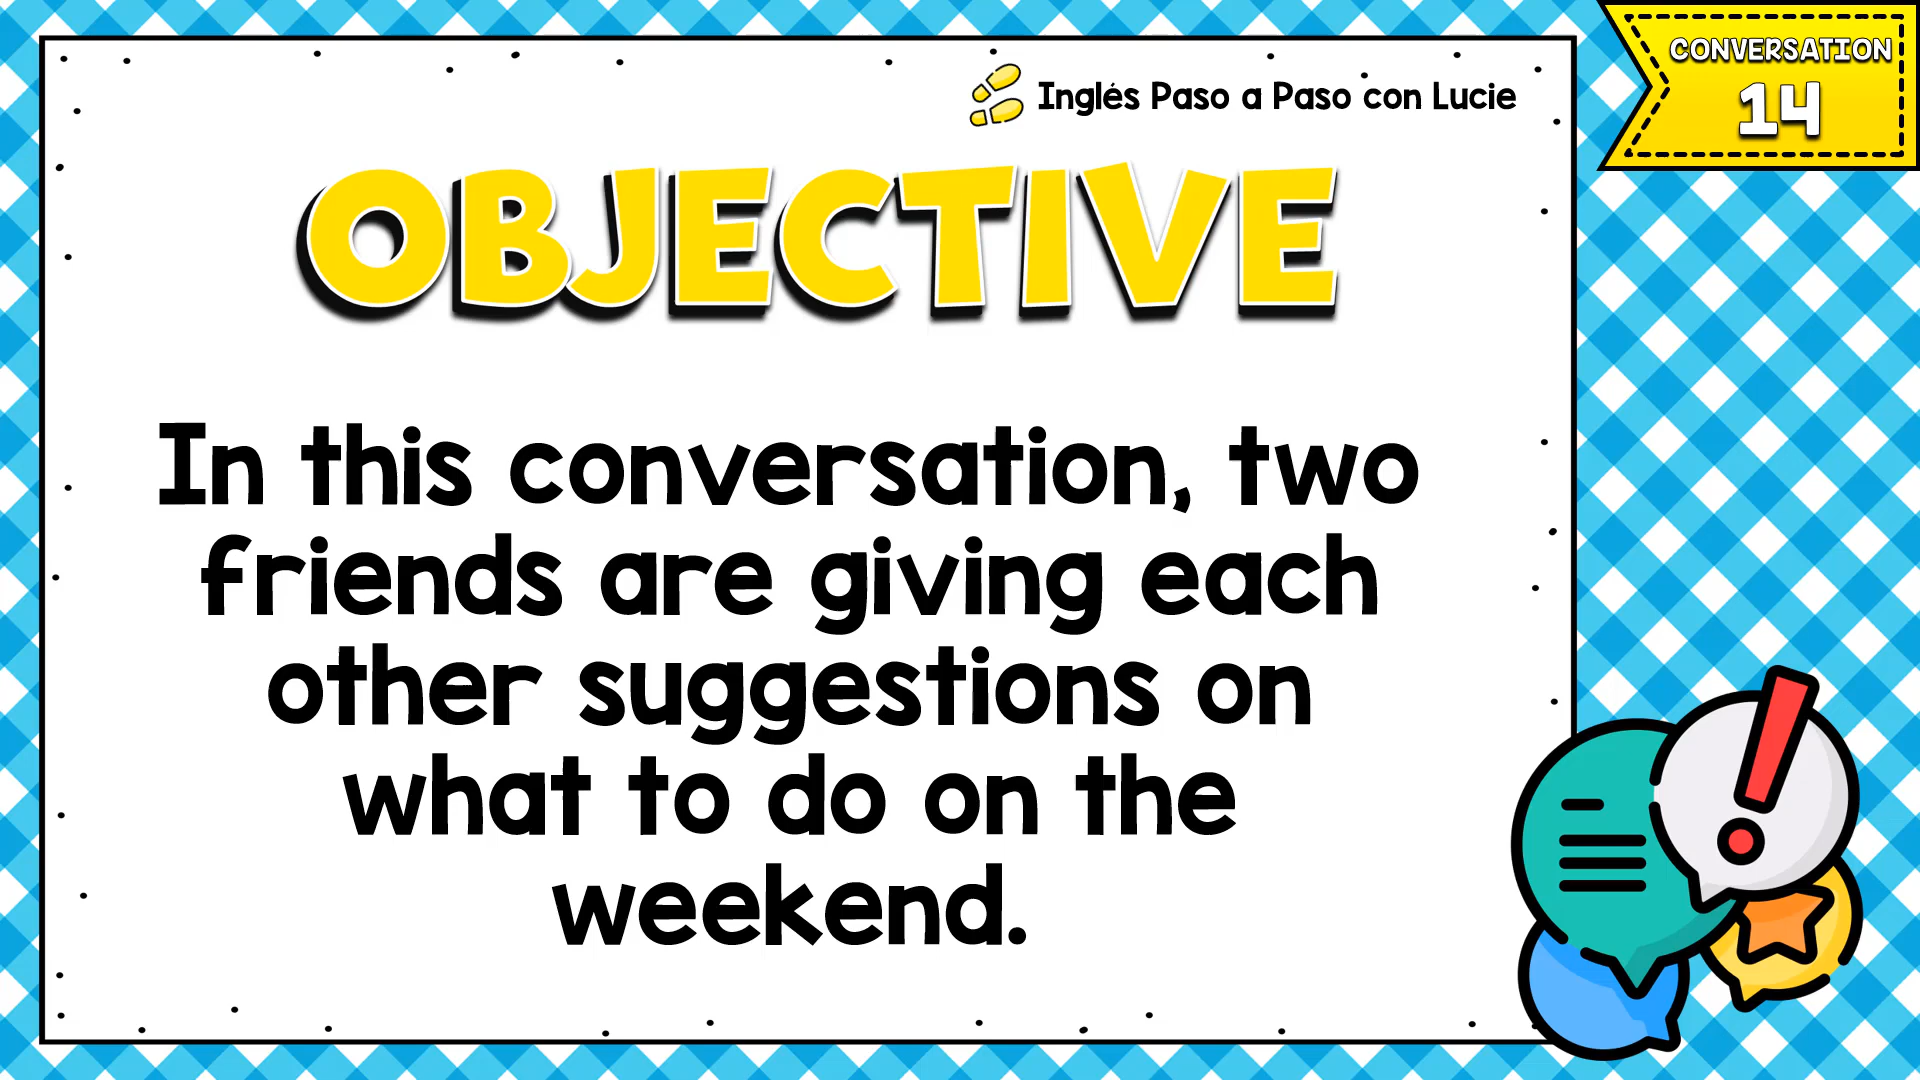 Inglés Paso a Paso con Lucie
CONVERSATION
14
OBJECTIVE
In this conversation, two
friends are giving each
other suggestions on
what to do on the
weekend.